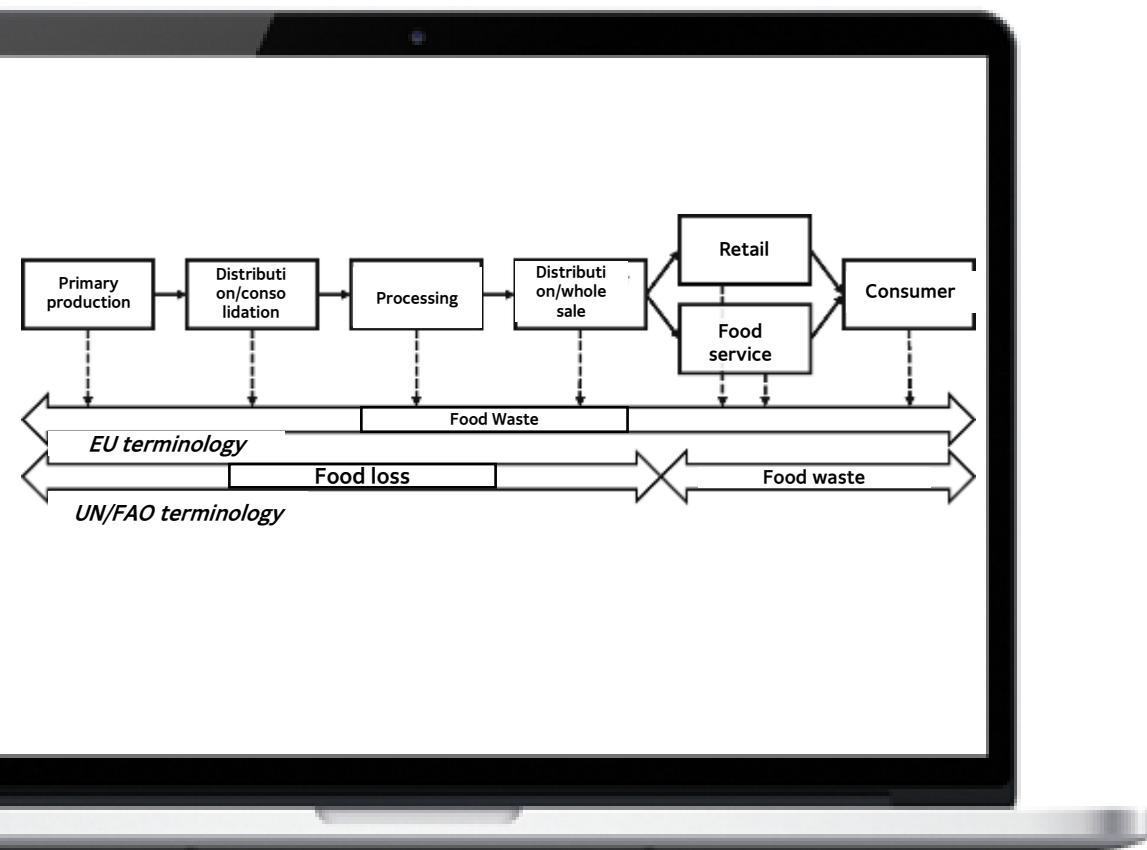 Primary
production
Distributi
on/conso
lidation
Processing
Distributi
on/whole
sale
Retail
Food
service
Consumer
Food Waste
EU terminology
Food loss
Food waste
UN/FAO terminology